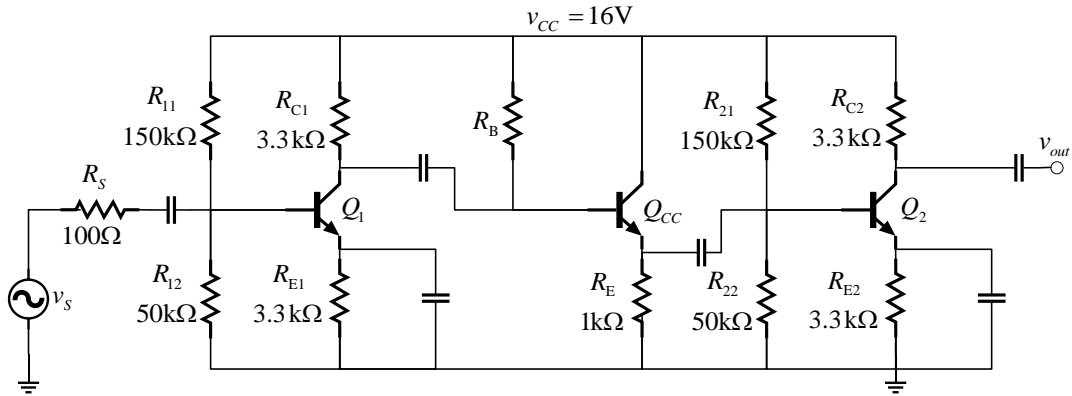 v_CC = 16V
R_11
150kΩ
R_C1
3.3kΩ
R_B
R_21
150kΩ
R_C2
3.3kΩ
v_out
R_S
100Ω
Q_1
Q_CC
Q_2
v_S
R_12
50kΩ
R_E1
3.3kΩ
R_E
1kΩ
R_22
50kΩ
R_E2
3.3kΩ